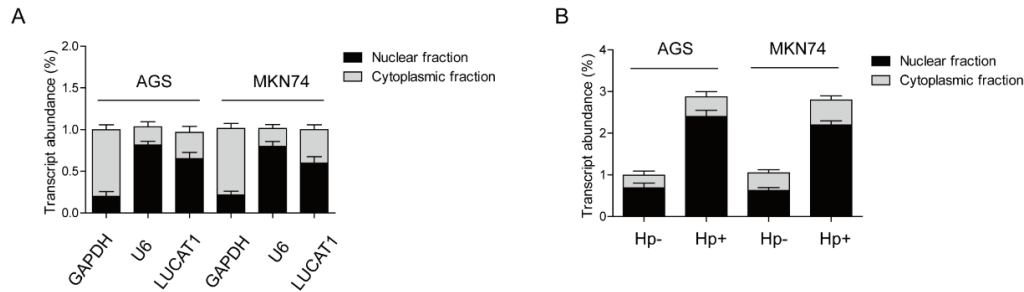 A
Transcript abundance (%)
2.0
1.5
1.0
0.5
0.0
AGS
MKN74
Nuclear fraction
Cytoplasmic fraction
GAPDH
U6
LUCAT1
GAPDH
U6
LUCAT1
B
Transcript abundance (%)
4
3
2
1
0
AGS
MKN74
Nuclear fraction
Cytoplasmic fraction
Hp-
Hp+
Hp-
Hp+